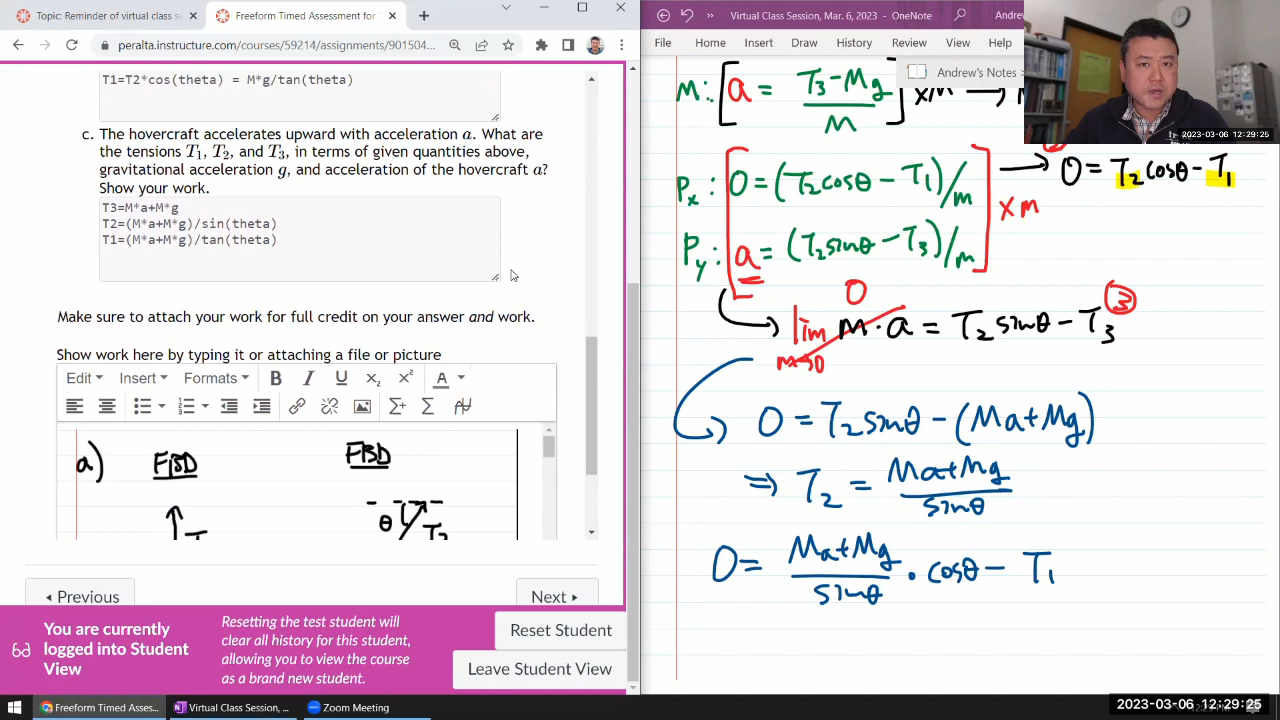 Topic: Reminder of virtual class s
Freeform Timed Assessment for
peralta.instructure.com/courses/59214/assignments/901504...
T1=T2*cos(theta) = M*g/tan(theta)
c. The hovercraft accelerates upward with acceleration a. What are
the tensions T1, T2, and T3, in terms of given quantities above,
gravitational acceleration g, and acceleration of the hovercraft a?
Show your work.
T3=M*a+M*g
T2=(M*a+M*g)/sin(theta)
T1=(M*a+M*g)/tan(theta)
Make sure to attach your work for full credit on your answer and work.
Show work here by typing it or attaching a file or picture
Edit Insert Formats B I U X₂ X² A
a) FBD FBD
θ T2
Previous Next
You are currently
logged into Student
View
Resetting the test student will
clear all history for this student,
allowing you to view the course
as a brand new student.
Reset Student
Leave Student View
Virtual Class Session, Mar. 6, 2023 - OneNote
Andre
File Home Insert Draw History Review View Help
Andrew's Notes
M: [a = (T3-Mg)/M] ×M →
Px: 0 = (T2cosθ - T1)/m → 0 = T2 cosθ - T1
×m
Py: a = (T2sinθ - T3)/m
0
lim m→0 m·a = T2 sinθ - T3 ③
0 = T2sinθ - (Ma+Mg)
⇒ T2 = (Ma+Mg)/sinθ
0 = (Ma+Mg)/sinθ · cosθ - T1
2023-03-06 12:29:25
Freeform Timed Asses...
Virtual Class Session, ...
Zoom Meeting
2023-03-06 12:29:25